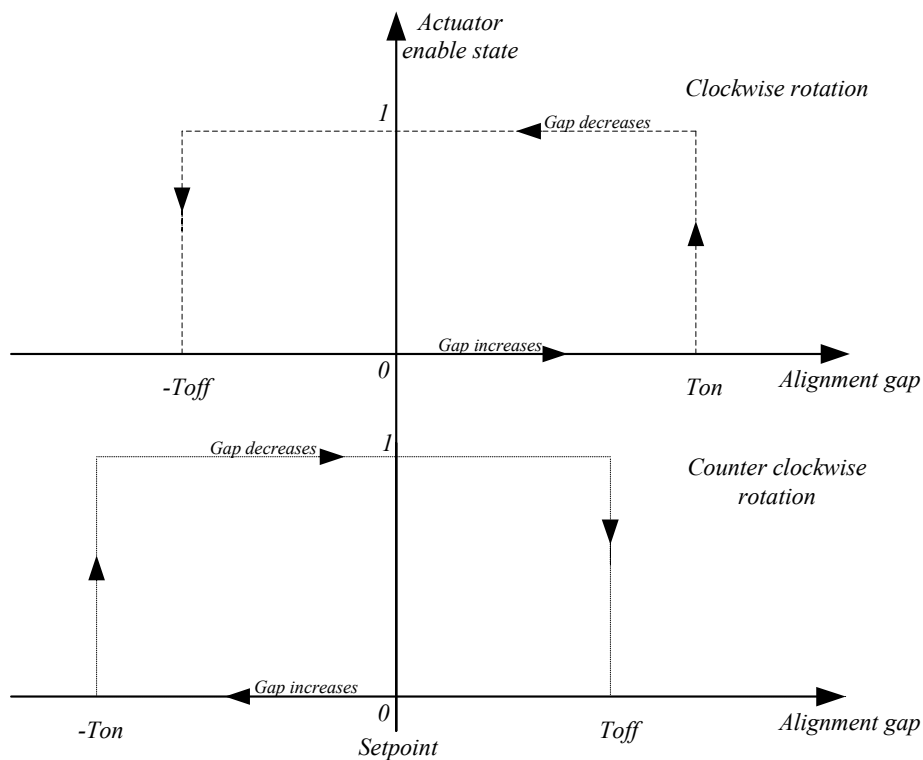 Actuator
enable state
Clockwise rotation
1
Gap decreases
Gap increases
0
-Toff
Ton
Alignment gap
1
Gap decreases
Counter clockwise
rotation
Gap increases
0
-Ton
Toff
Alignment gap
Setpoint